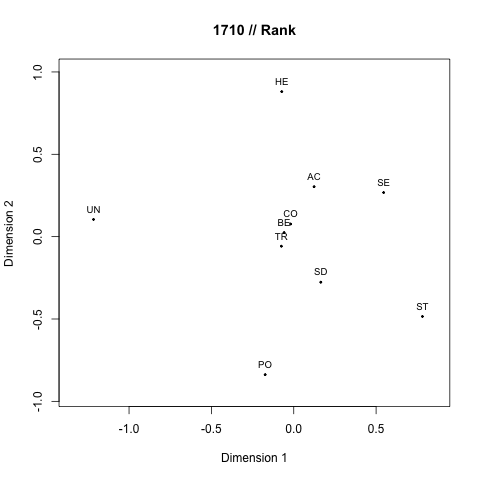 1710 // Rank
Dimension 2
1.0
0.5
0.0
-0.5
-1.0
HE
AC
SE
UN
CO
BE
TR
SD
ST
PO
-1.0
-0.5
0.0
0.5
Dimension 1